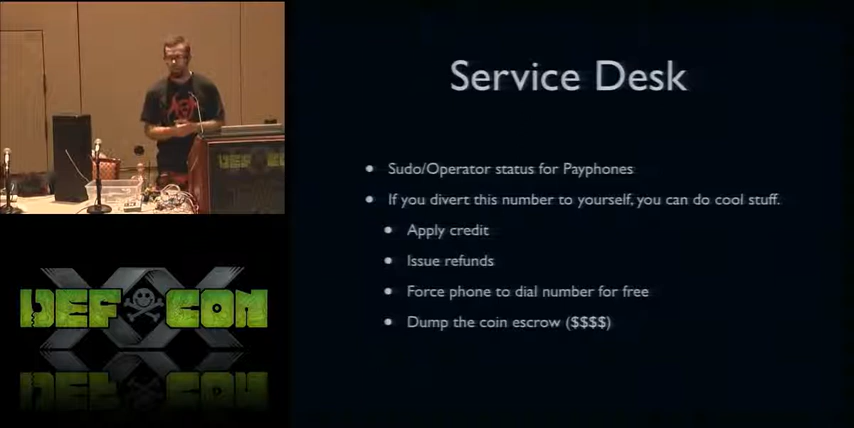 Service Desk
Sudo/Operator status for Payphones
If you divert this number to yourself, you can do cool stuff.
Apply credit
Issue refunds
Force phone to dial number for free
Dump the coin escrow ($$$$)
DEF CON
XX